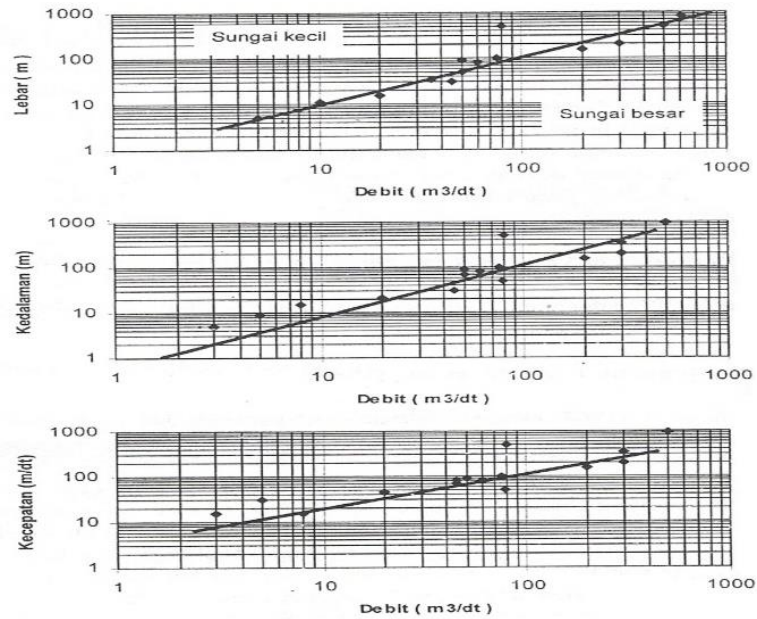 Lebar ( m )
1000
100
10
1
Sungai kecil
Sungai besar
1 10 100 1000
Debit ( m3/dt )
Kedalaman (m)
1000
100
10
1
1 10 100 1000
Debit ( m3/dt )
Kecepatan (m/dt)
1000
100
10
1
1 10 100 1000
Debit ( m3/dt )